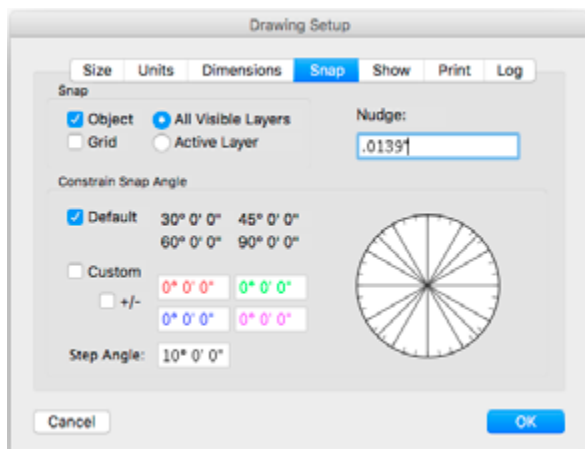 Drawing Setup
Size Units Dimensions Snap Show Print Log
Snap
Object All Visible Layers Nudge:
Grid Active Layer .0139"
Constrain Snap Angle
Default 30° 0' 0" 45° 0' 0"
60° 0' 0" 90° 0' 0"
Custom
+/- 0° 0' 0" 0° 0' 0"
0° 0' 0" 0° 0' 0"
Step Angle: 10° 0' 0"
Cancel OK